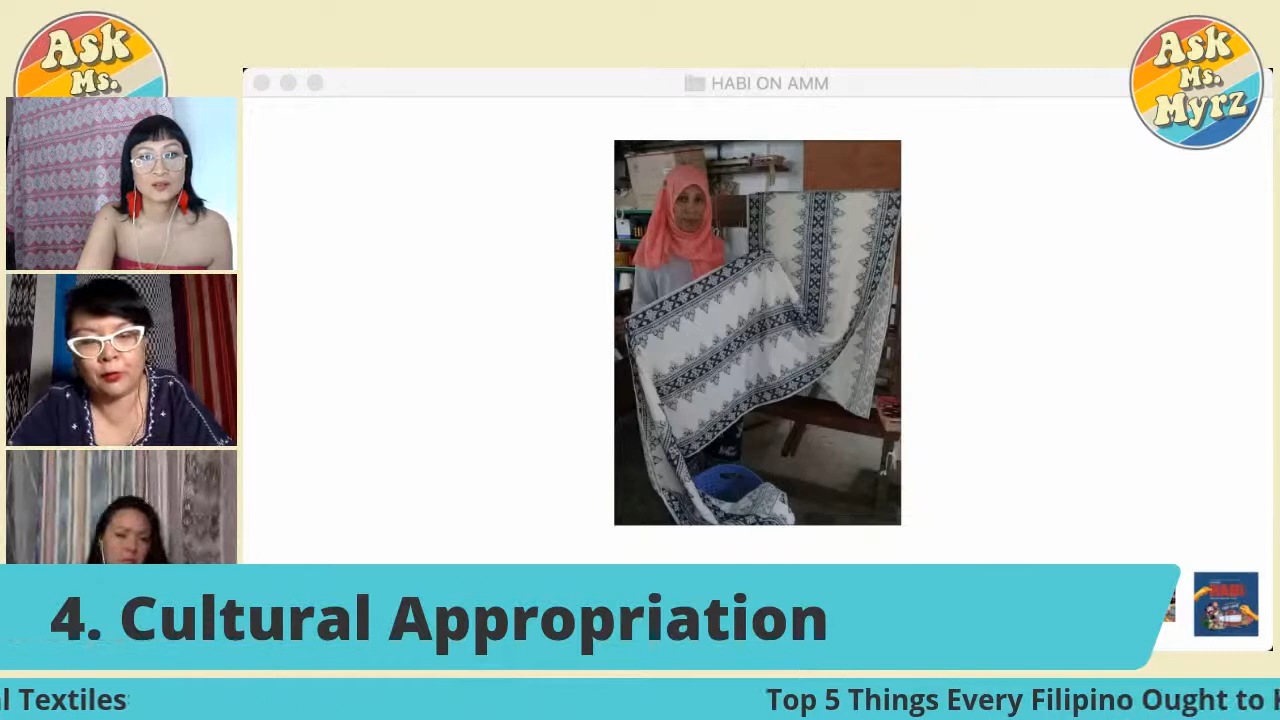 Ask
Ms.
HABI ON AMM
Ask
Ms.
Myrz
HABI
4. Cultural Appropriation
l Textiles
Top 5 Things Every Filipino Ought to